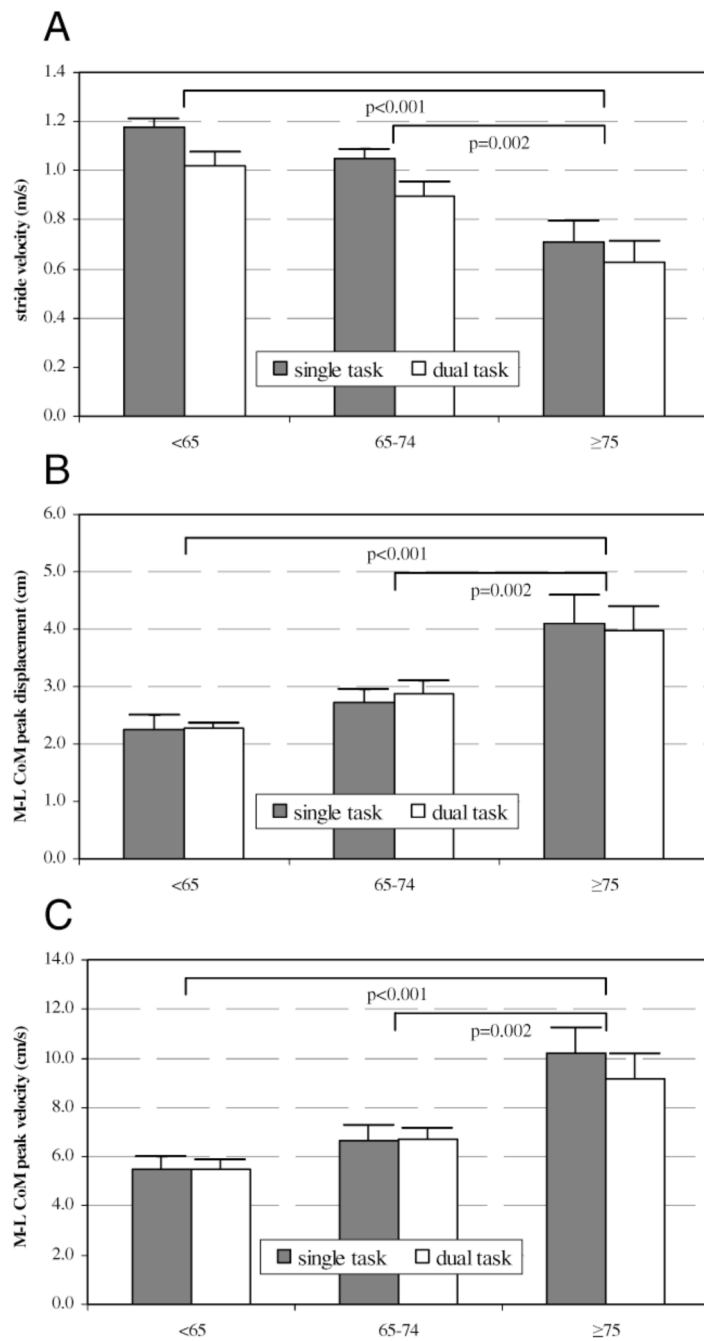 A
1.4
p<0.001
1.2
p=0.002
1.0
0.8
0.6
0.4
0.2
0.0
stride velocity (m/s)
single task dual task
<65 65-74 ≥75
B
6.0
p<0.001
5.0
p=0.002
4.0
3.0
2.0
1.0
0.0
M-L CoM peak displacement (cm)
single task dual task
<65 65-74 ≥75
C
14.0
p<0.001
12.0
p=0.002
10.0
8.0
6.0
4.0
2.0
0.0
M-L CoM peak velocity (cm/s)
single task dual task
<65 65-74 ≥75